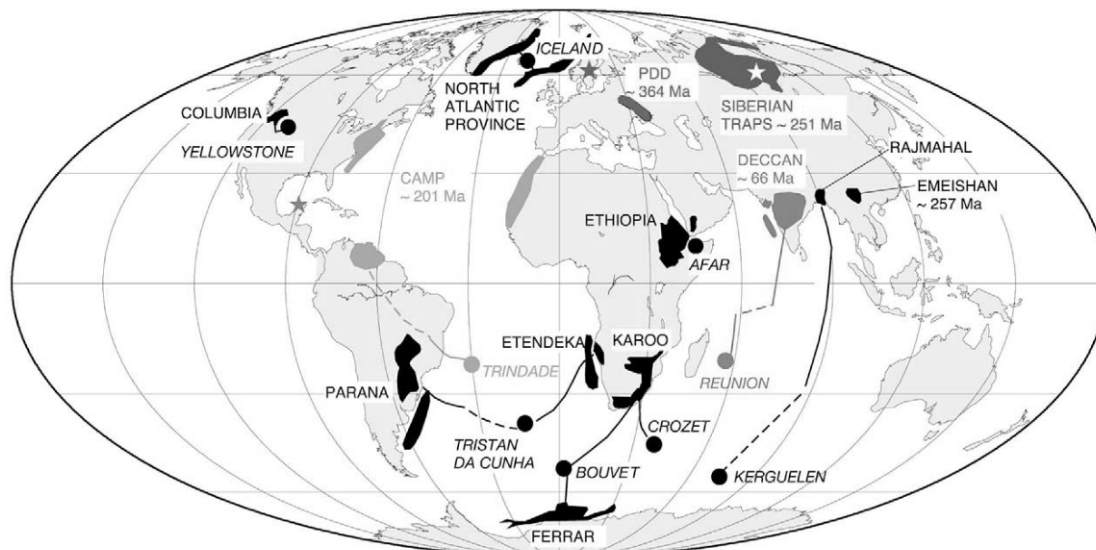 ICELAND
PDD
~ 364 Ma
NORTH
ATLANTIC
PROVINCE
COLUMBIA
SIBERIAN
TRAPS ~ 251 Ma
YELLOWSTONE
RAJMAHAL
DECCAN
~ 66 Ma
CAMP
~ 201 Ma
EMEISHAN
~ 257 Ma
ETHIOPIA
AFAR
ETENDEKA
KAROO
TRINDADE
REUNION
PARANA
CROZET
TRISTAN
DA CUNHA
BOUVET
KERGUELEN
FERRAR